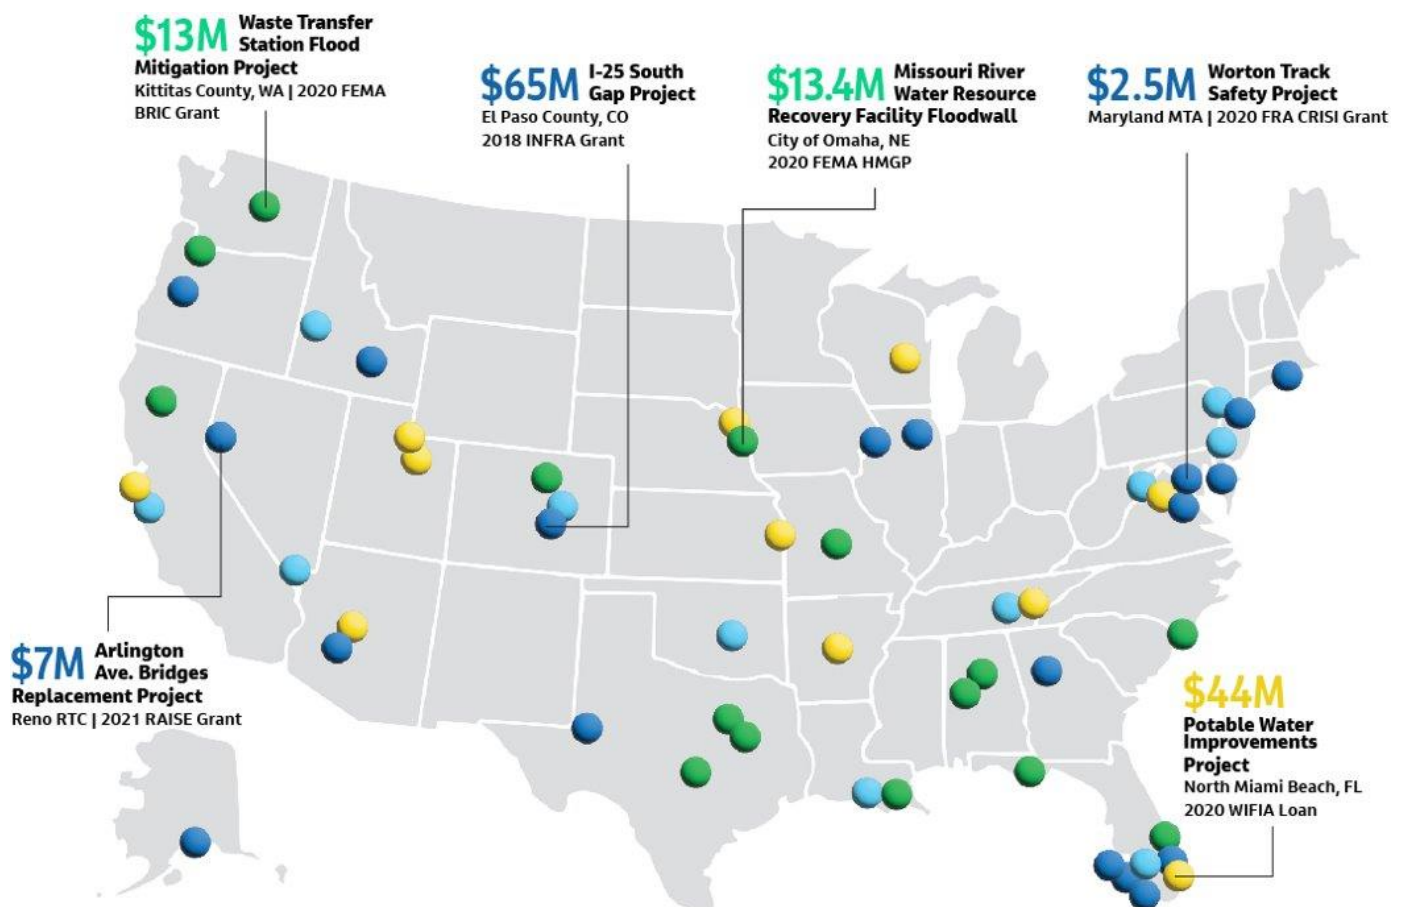 $13M Waste Transfer
Station Flood
Mitigation Project
Kittitas County, WA | 2020 FEMA
BRIC Grant
$65M I-25 South
Gap Project
El Paso County, CO
2018 INFRA Grant
$13.4M Missouri River
Water Resource
Recovery Facility Floodwall
City of Omaha, NE
2020 FEMA HMGP
$2.5M Worton Track
Safety Project
Maryland MTA | 2020 FRA CRISI Grant
$7M Arlington
Ave. Bridges
Replacement Project
Reno RTC | 2021 RAISE Grant
$44M
Potable Water
Improvements
Project
North Miami Beach, FL
2020 WIFIA Loan